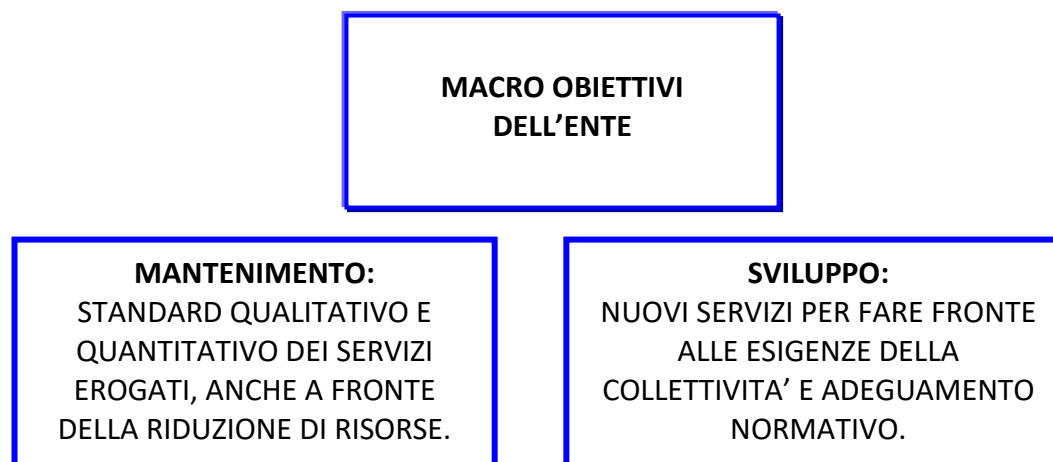 MACRO OBIETTIVI
DELL’ENTE
MANTENIMENTO:
STANDARD QUALITATIVO E
QUANTITATIVO DEI SERVIZI
EROGATI, ANCHE A FRONTE
DELLA RIDUZIONE DI RISORSE.
SVILUPPO:
NUOVI SERVIZI PER FARE FRONTE
ALLE ESIGENZE DELLA
COLLETTIVITA’ E ADEGUAMENTO
NORMATIVO.